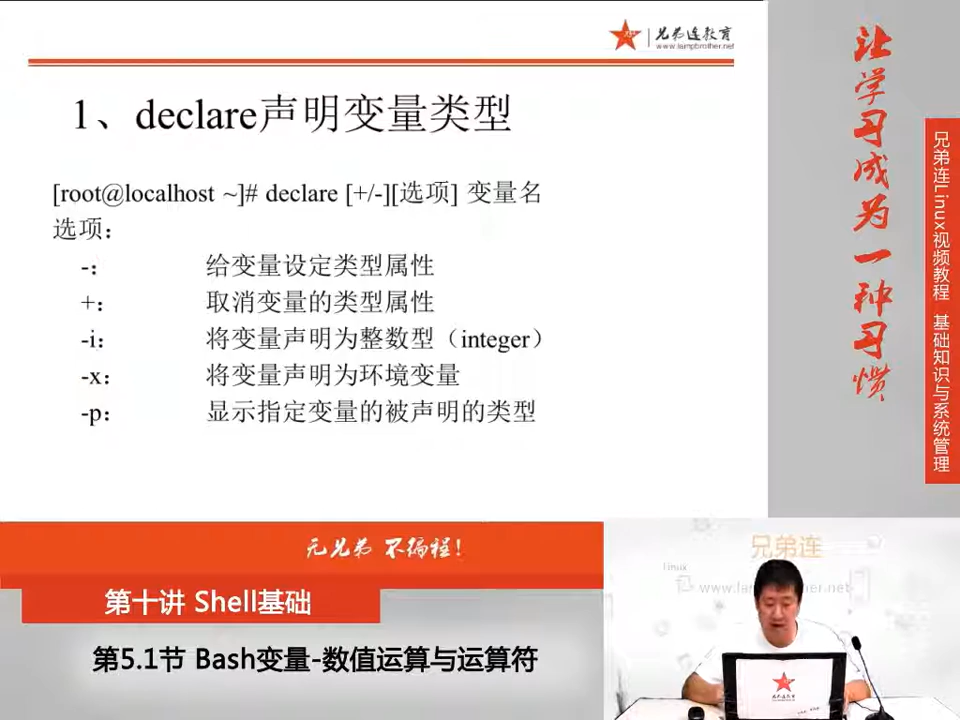 兄弟连教育
www.lampbrother.net
1、declare声明变量类型
[root@localhost ~]# declare [+/-][选项] 变量名
选项：
-： 给变量设定类型属性
+： 取消变量的类型属性
-i： 将变量声明为整数型（integer）
-x： 将变量声明为环境变量
-p： 显示指定变量的被声明的类型
让学习成为一种习惯
兄弟连Linux视频教程 基础知识与系统管理
无兄弟 不编程！
第十讲 Shell基础
第5.1节 Bash变量-数值运算与运算符
兄弟连
Linux